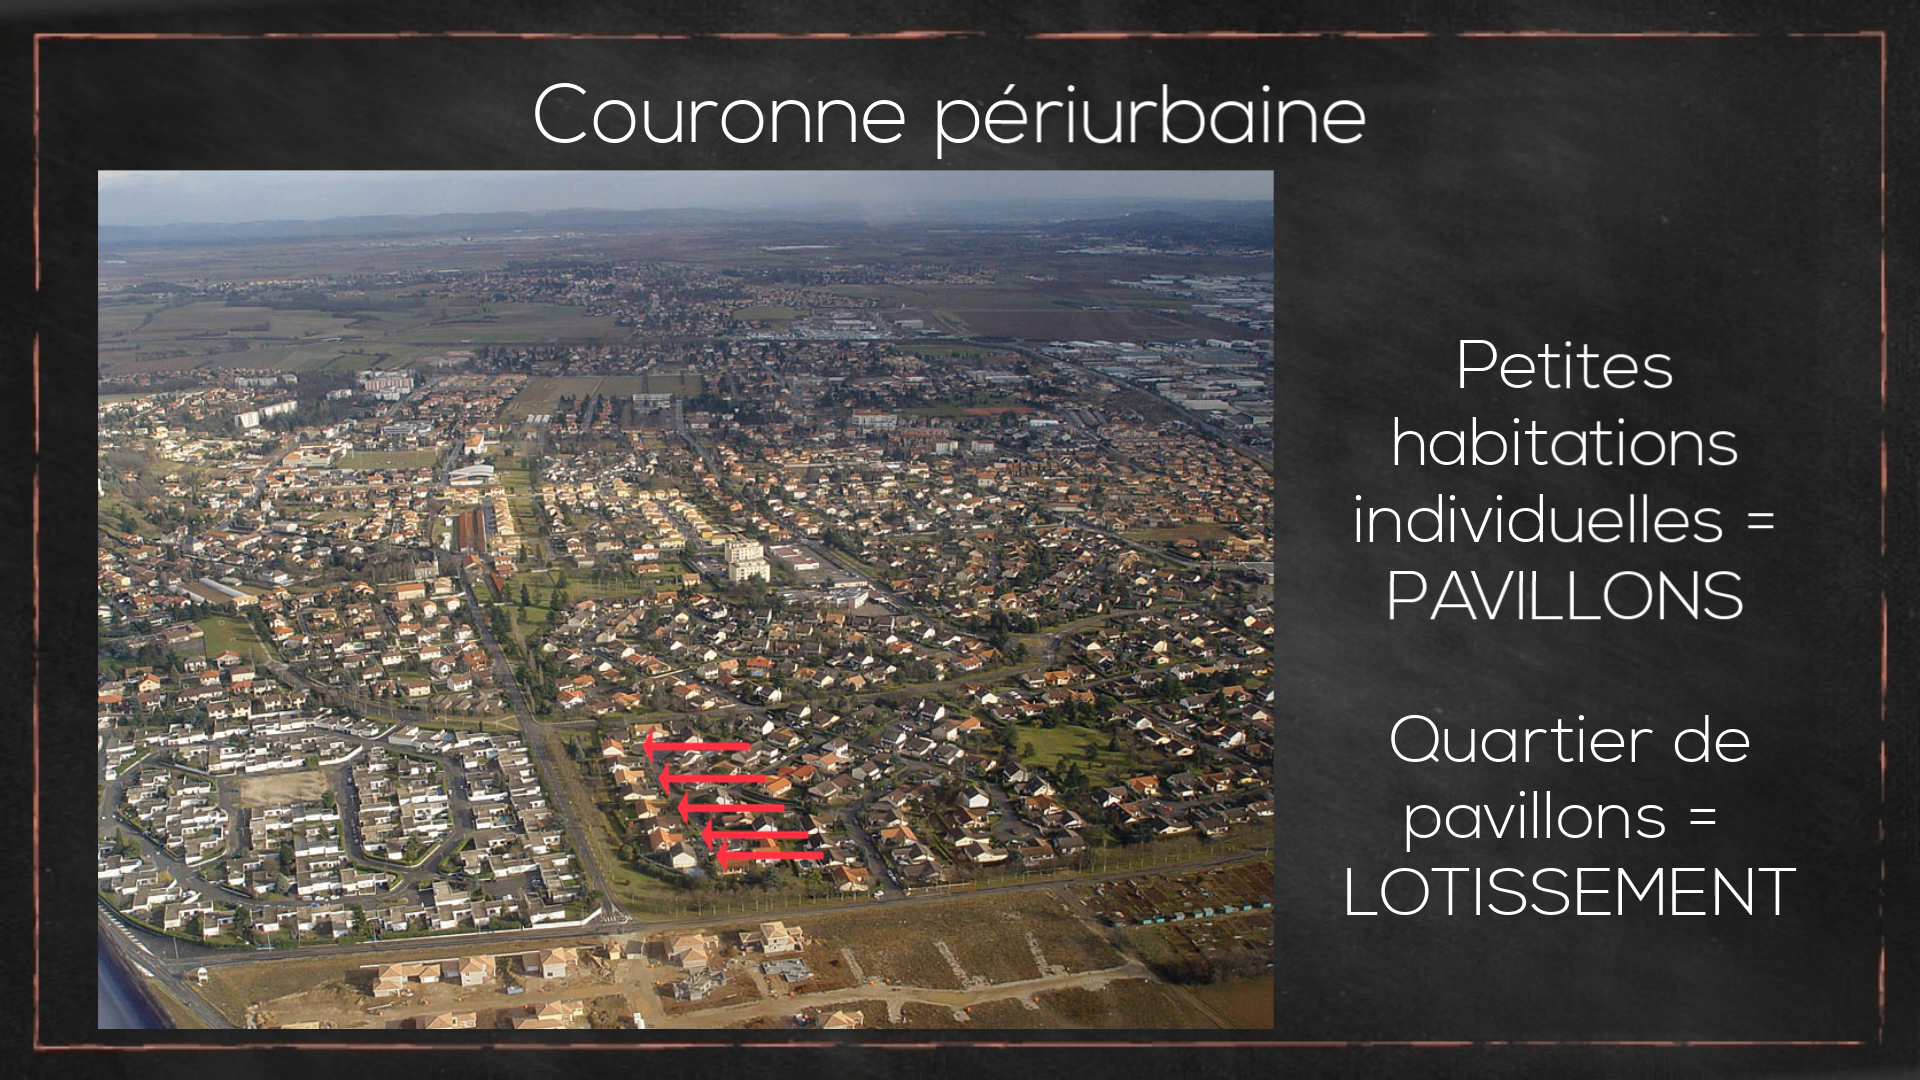 Couronne périurbaine
Petites
habitations
individuelles =
PAVILLONS
Quartier de
pavillons =
LOTISSEMENT